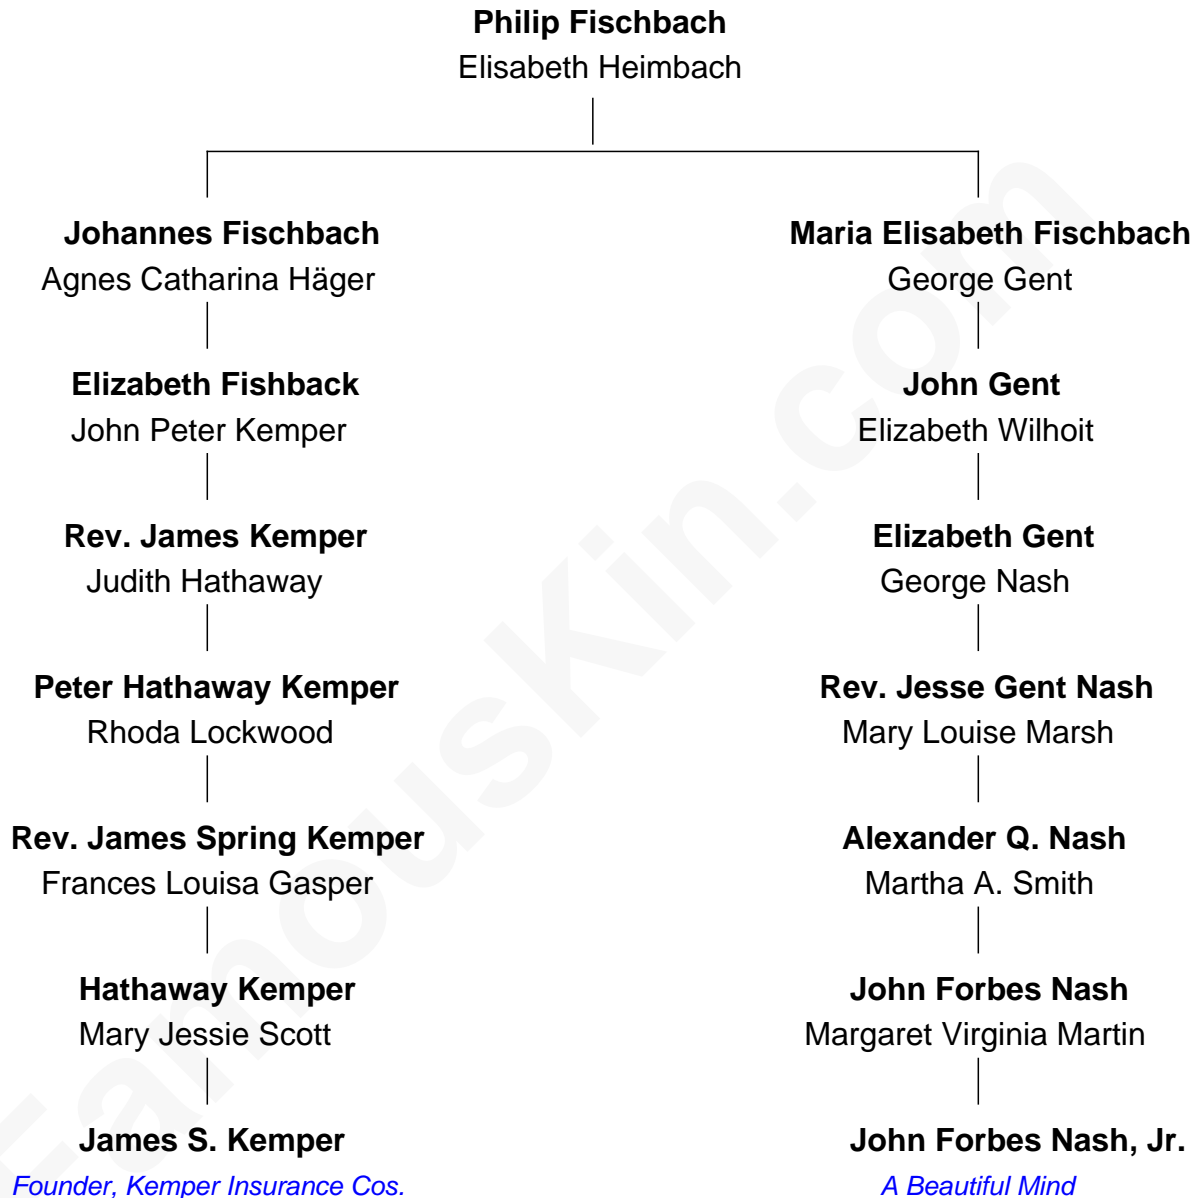 Philip Fischbach
Elisabeth Heimbach
Johannes Fischbach
Agnes Catharina Häger
Maria Elisabeth Fischbach
George Gent
Elizabeth Fishback
John Peter Kemper
John Gent
Elizabeth Wilhoit
Rev. James Kemper
Judith Hathaway
Elizabeth Gent
George Nash
Peter Hathaway Kemper
Rhoda Lockwood
Rev. Jesse Gent Nash
Mary Louise Marsh
Rev. James Spring Kemper
Frances Louisa Gasper
Alexander Q. Nash
Martha A. Smith
Hathaway Kemper
Mary Jessie Scott
John Forbes Nash
Margaret Virginia Martin
James S. Kemper
Founder, Kemper Insurance Cos.
John Forbes Nash, Jr.
A Beautiful Mind
FamousKin.com